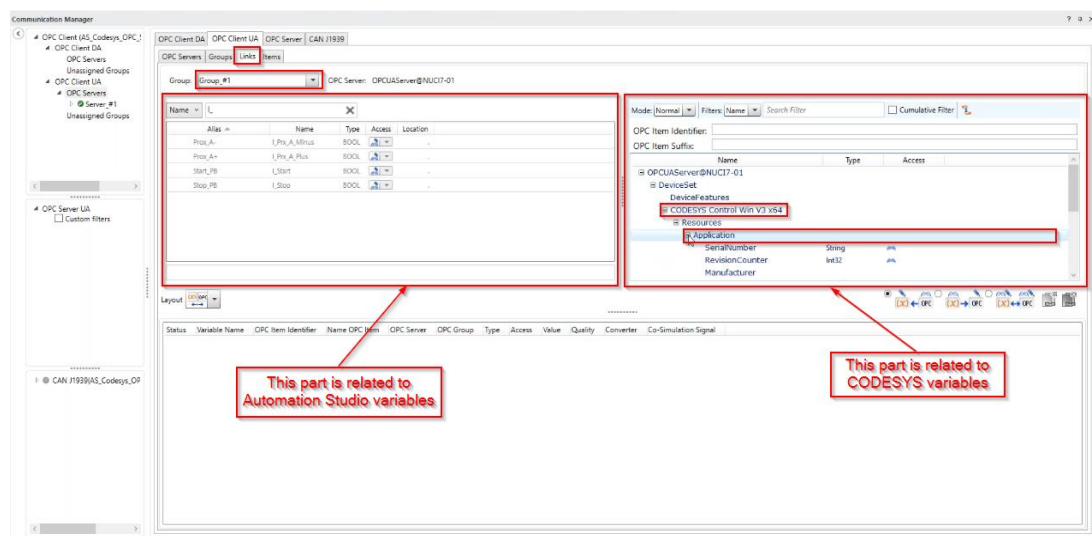 Communication Manager
OPC Client (AS_Codesys_OPC_
OPC Client DA
OPC Servers
Unassigned Groups
OPC Client UA
OPC Servers
Server_#1
Unassigned Groups
OPC Server UA
Custom filters
CAN J1939(AS_Codesys_OP
OPC Client DA OPC Client UA OPC Server CAN J1939
OPC Servers Groups Links Items
Group: Group_#1 OPC Server: OPCUAServer@NUCI7-01
Name I_
Alias Name Type Access Location
Prox_A- I_Prx_A_Minus BOOL
Prox_A+ I_Prx_A_Plus BOOL
Start_PB I_Start BOOL
Stop_PB I_Stop BOOL
Mode: Normal Filters: Name Search Filter Cumulative Filter
OPC Item Identifier:
OPC Item Suffix:
Name Type Access
OPCUAServer@NUCI7-01
DeviceSet
DeviceFeatures
CODESYS Control Win V3 x64
Resources
Application
SerialNumber String
RevisionCounter Int32
Manufacturer
Layout
OPC OPC OPC
Status Variable Name OPC Item Identifier Name OPC Item OPC Server OPC Group Type Access Value Quality Converter Co-Simulation Signal
This part is related to
Automation Studio variables
This part is related to
CODESYS variables